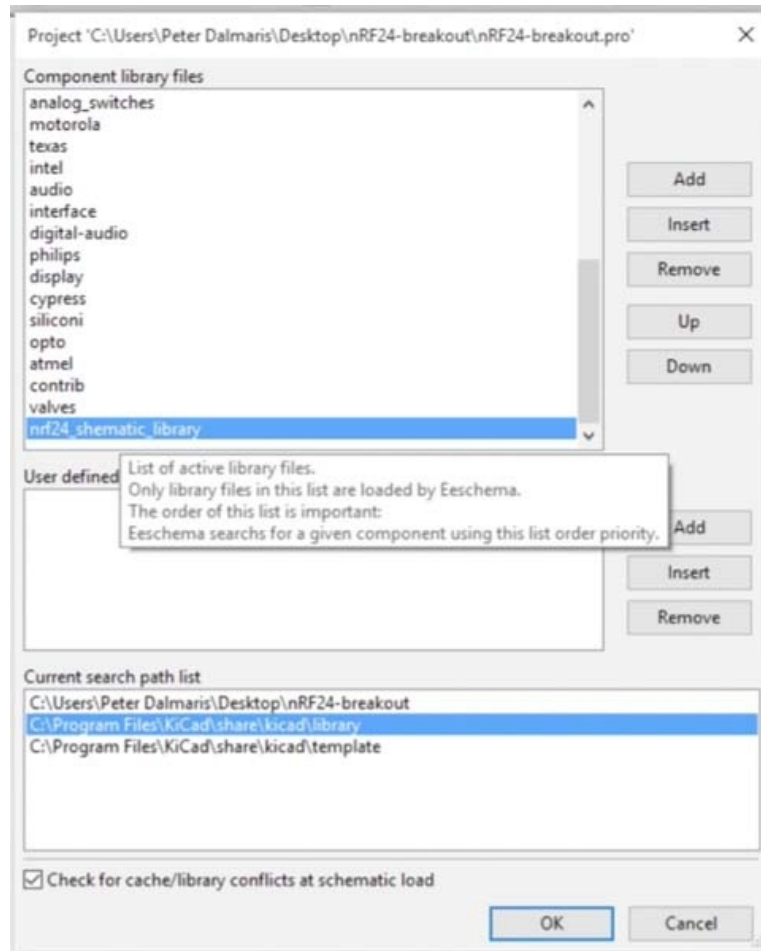 Project 'C:\Users\Peter Dalmaris\Desktop\nRF24-breakout\nRF24-breakout.pro'
Component library files
analog_switches
motorola
texas
intel
audio
interface
digital-audio
philips
display
cypress
siliconi
opto
atmel
contrib
valves
nrf24_shematic_library
Add
Insert
Remove
Up
Down
User defined
List of active library files.
Only library files in this list are loaded by Eeschema.
The order of this list is important:
Eeschema searchs for a given component using this list order priority.
Add
Insert
Remove
Current search path list
C:\Users\Peter Dalmaris\Desktop\nRF24-breakout
C:\Program Files\KiCad\share\kicad\library
C:\Program Files\KiCad\share\kicad\template
Check for cache/library conflicts at schematic load
OK
Cancel